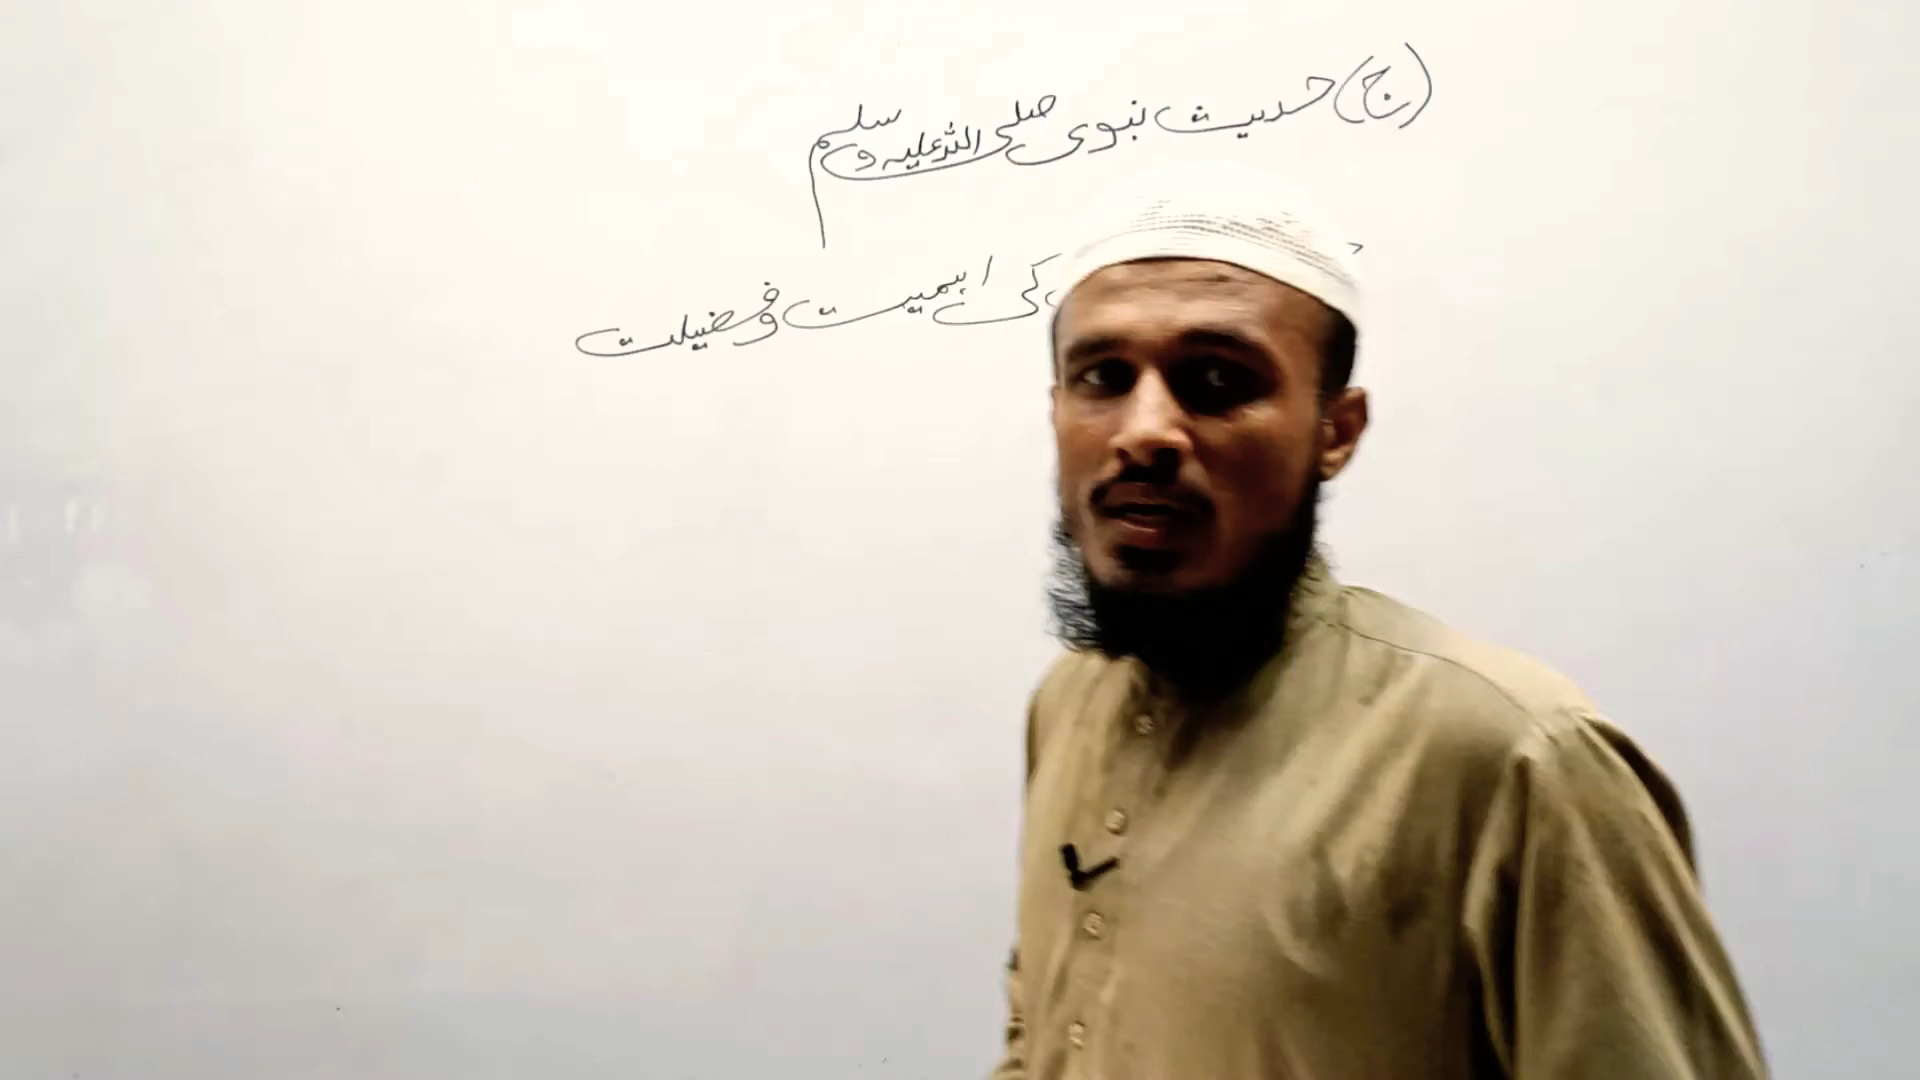 (ج) حدیث نبوی صلی اللہ علیہ وسلم
کی اہمیت و فضیلت